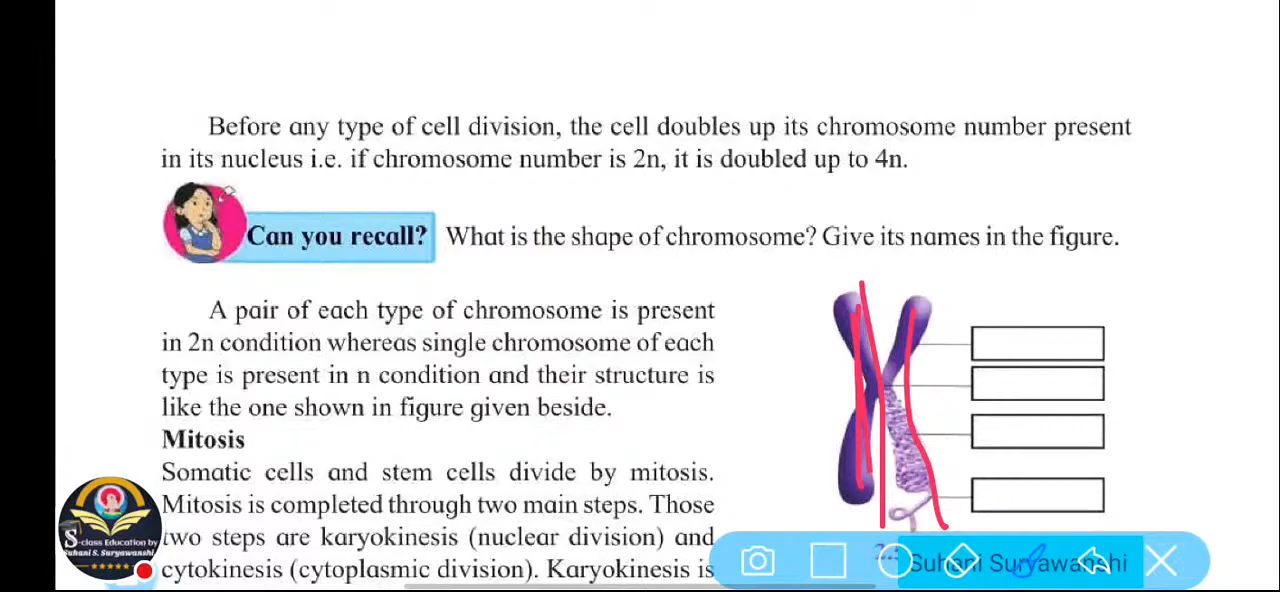 Before any type of cell division, the cell doubles up its chromosome number present
in its nucleus i.e. if chromosome number is 2n, it is doubled up to 4n.
Can you recall? What is the shape of chromosome? Give its names in the figure.
A pair of each type of chromosome is present
in 2n condition whereas single chromosome of each
type is present in n condition and their structure is
like the one shown in figure given beside.
Mitosis
Somatic cells and stem cells divide by mitosis.
Mitosis is completed through two main steps. Those
two steps are karyokinesis (nuclear division) and
cytokinesis (cytoplasmic division). Karyokinesis is
S-class Education by
Suhani S. Suryawanshi
Suhani Suryawanshi